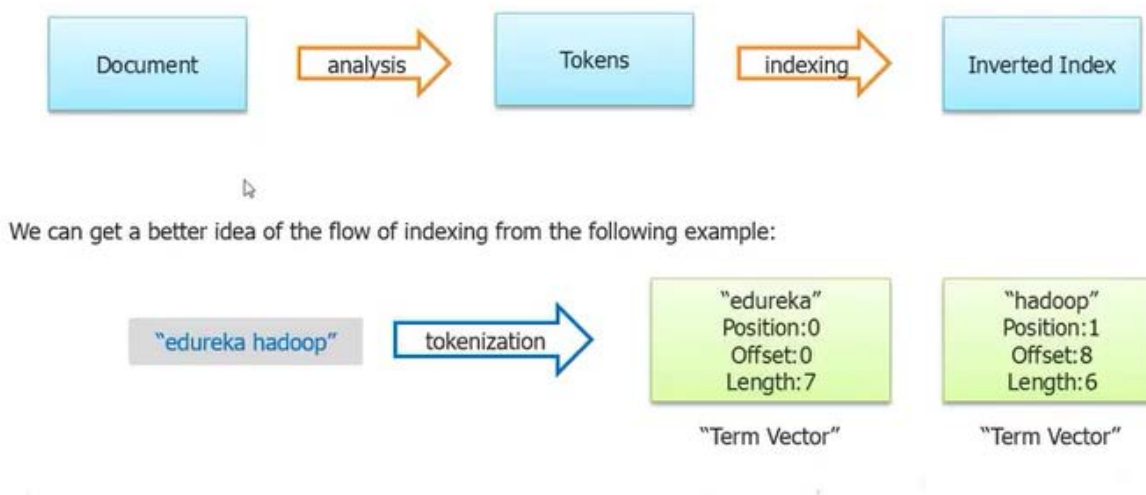 Document
analysis
Tokens
indexing
Inverted Index
We can get a better idea of the flow of indexing from the following example:
“edureka hadoop”
tokenization
“edureka”
Position:0
Offset:0
Length:7
“Term Vector”
“hadoop”
Position:1
Offset:8
Length:6
“Term Vector”